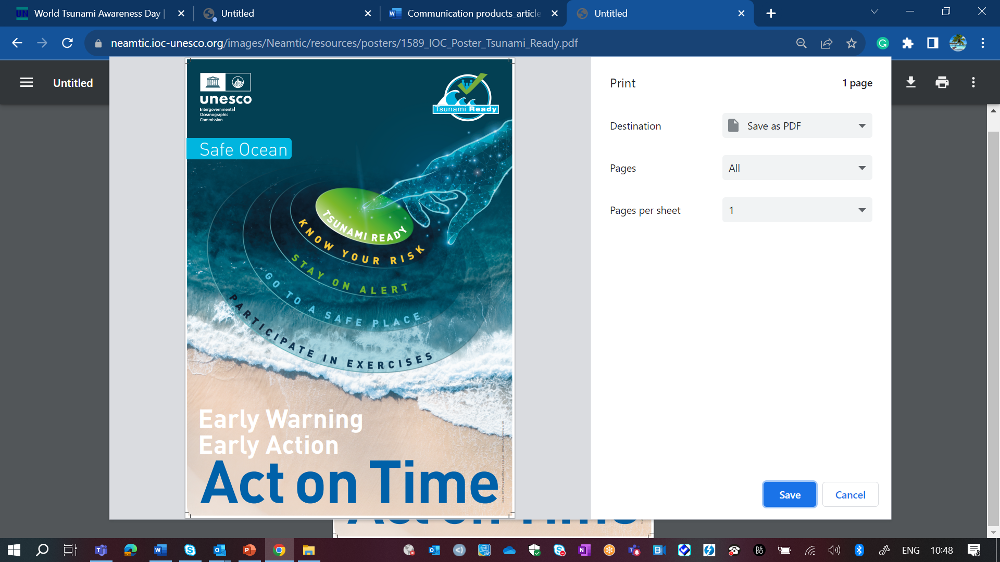 World Tsunami Awareness Day |
Untitled
Communication products_article
Untitled
neamtic.ioc-unesco.org/images/Neamtic/resources/posters/1589_IOC_Poster_Tsunami_Ready.pdf
Untitled
unesco
Intergovernmental
Oceanographic
Commission
Tsunami Ready
Safe Ocean
TSUNAMI READY
KNOW YOUR RISK
STAY ON ALERT
GO TO A SAFE PLACE
PARTICIPATE IN EXERCISES
Early Warning
Early Action
Act on Time
Print
1 page
Destination
Save as PDF
Pages
All
Pages per sheet
1
Save
Cancel
ENG
10:48